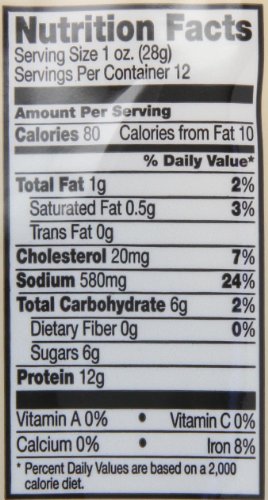 Nutrition Facts
Serving Size 1 oz. (28g)
Servings Per Container 12
Amount Per Serving
Calories 80 Calories from Fat 10
% Daily Value*
Total Fat 1g 2%
Saturated Fat 0.5g 3%
Trans Fat 0g
Cholesterol 20mg 7%
Sodium 580mg 24%
Total Carbohydrate 6g 2%
Dietary Fiber 0g 0%
Sugars 6g
Protein 12g
Vitamin A 0% • Vitamin C 0%
Calcium 0% • Iron 8%
* Percent Daily Values are based on a 2,000
calorie diet.